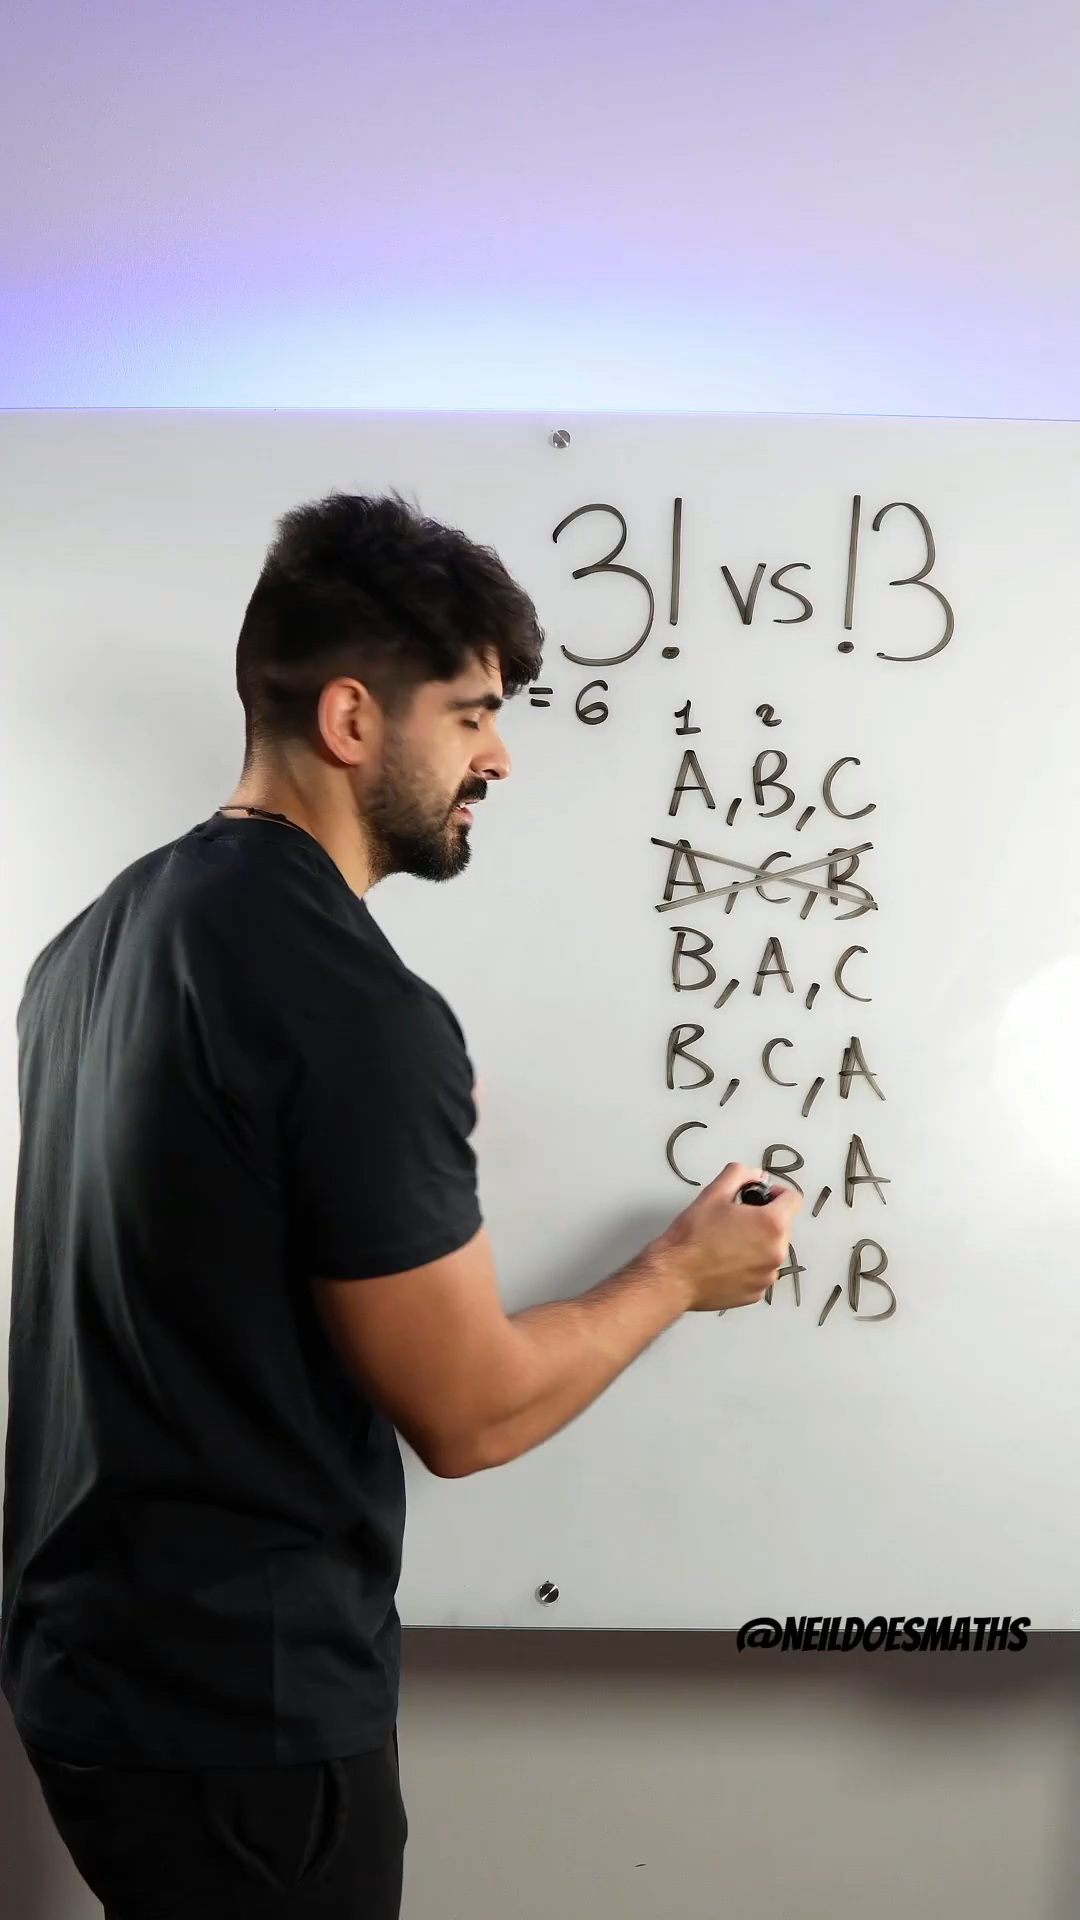 3! vs !3
= 6
1 2
A, B, C
A, C, B
B, A, C
B, C, A
C B, A
A, B
@NEILDOESMATHS